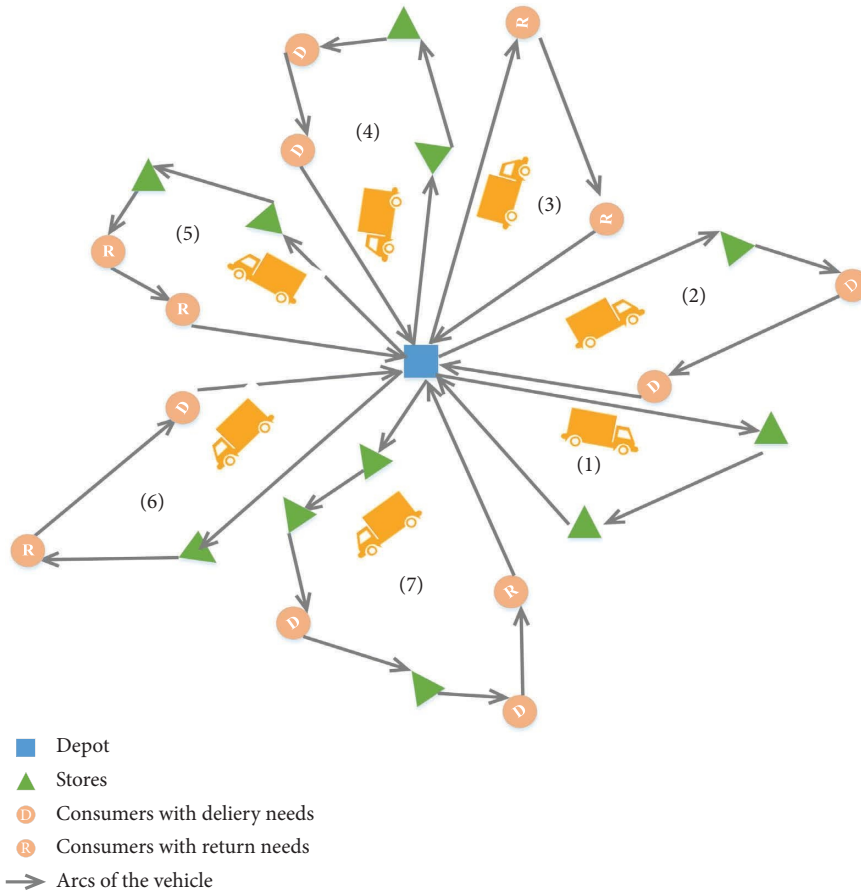 R
D
(4)
D
(3)
R
(5)
R
(2)
D
R
D
D
(1)
(6)
R
(7)
R
D
D
Depot
Stores
D Consumers with deliery needs
R Consumers with return needs
Arcs of the vehicle